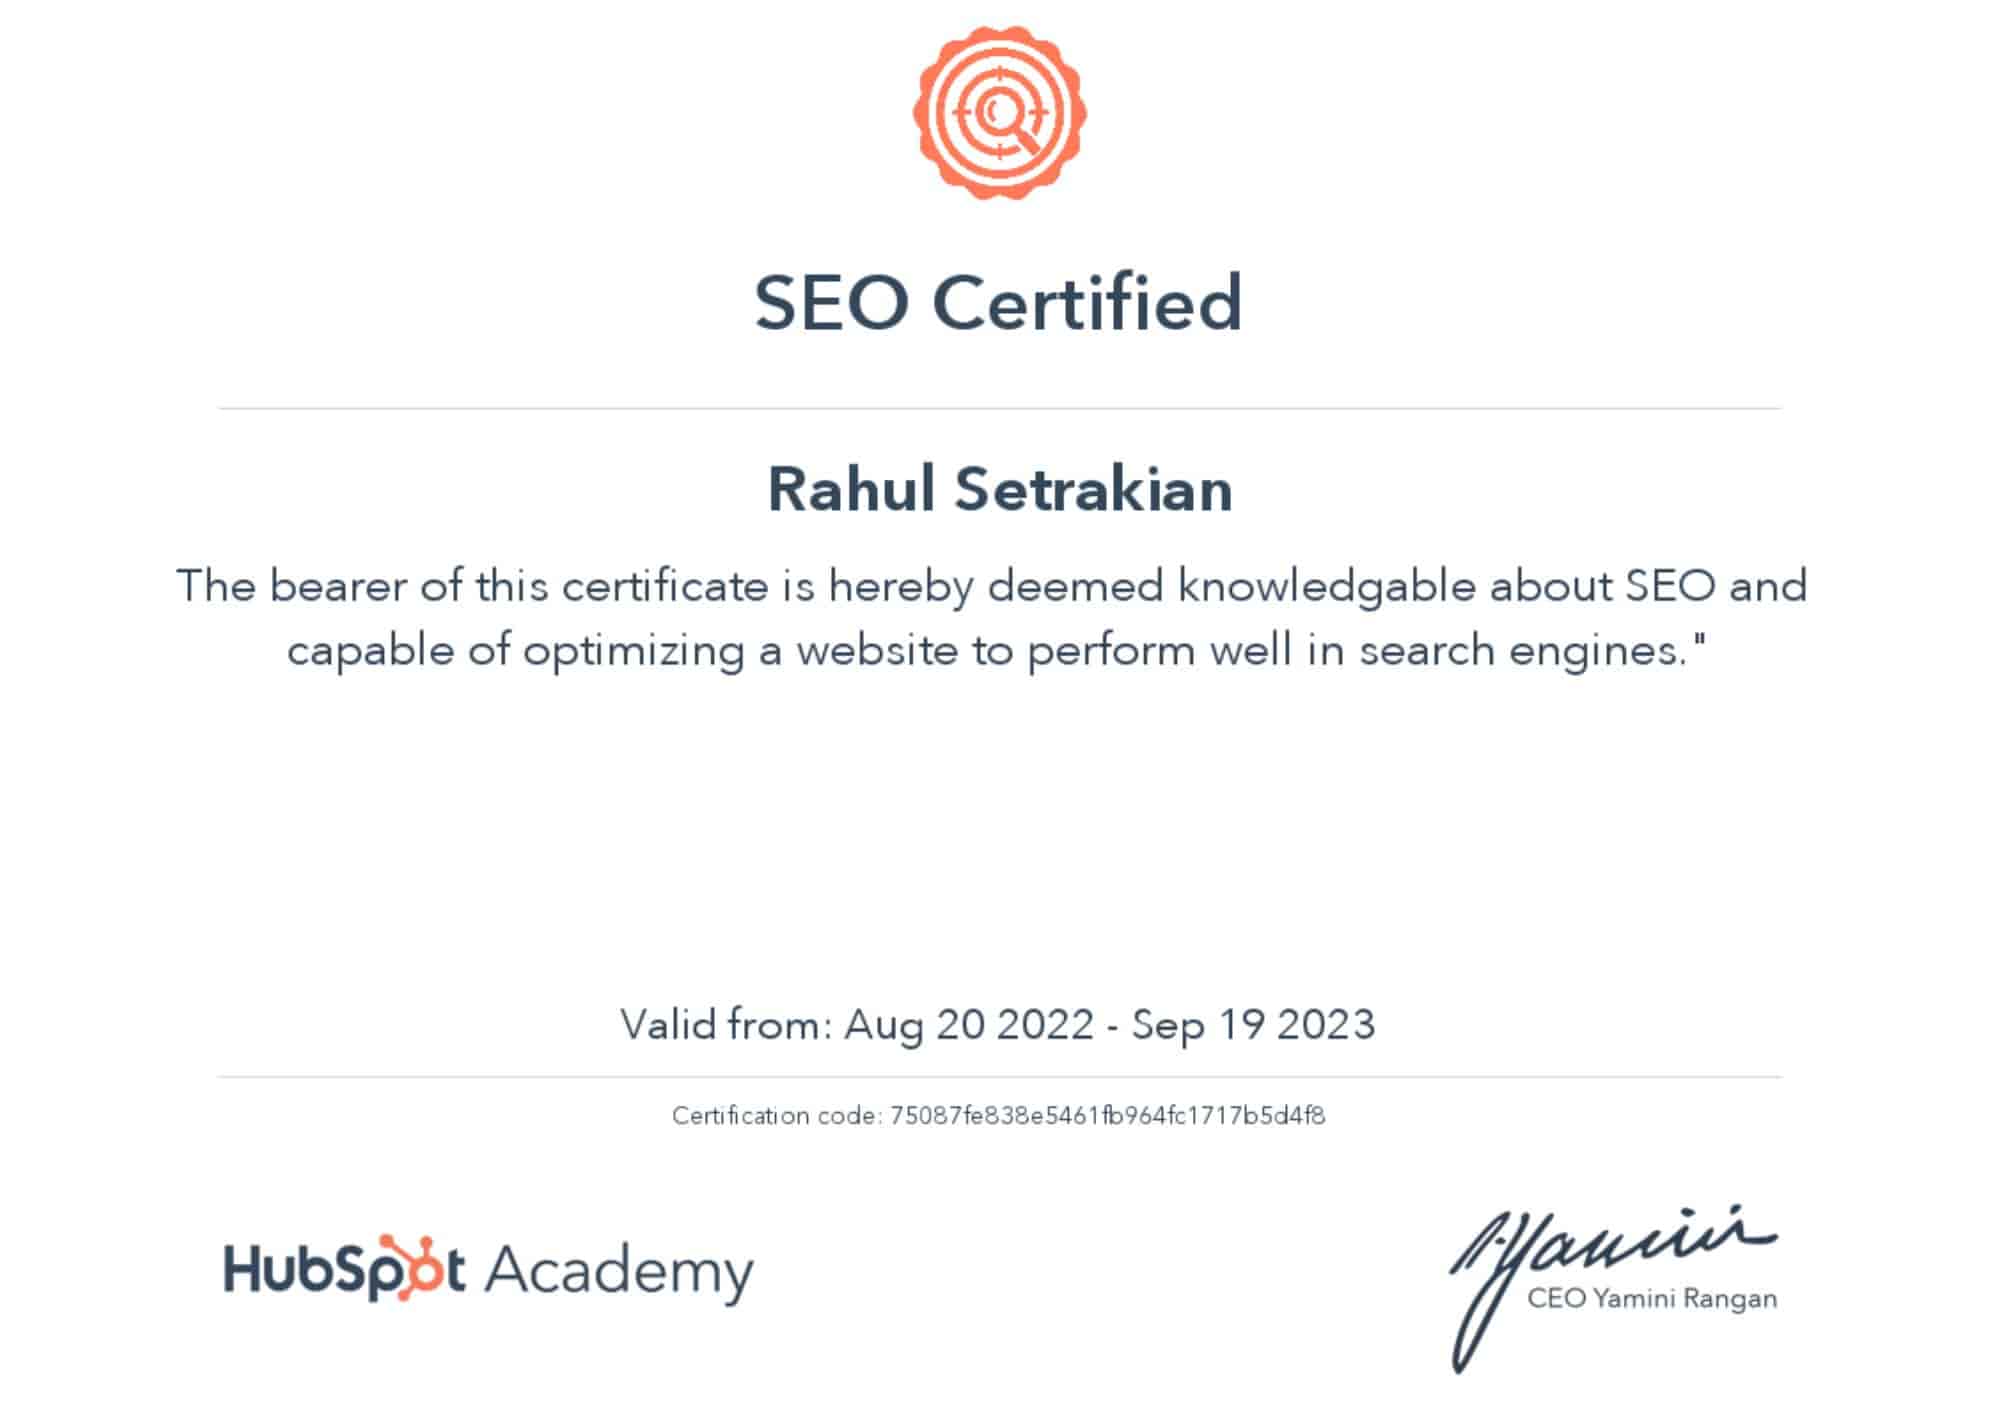 SEO Certified
Rahul Setrakian
The bearer of this certificate is hereby deemed knowledgable about SEO and
capable of optimizing a website to perform well in search engines."
Valid from: Aug 20 2022 - Sep 19 2023
Certification code: 75087fe838e5461fb964fc1717b5d4f8
HubSpot Academy
Yamini
CEO Yamini Rangan